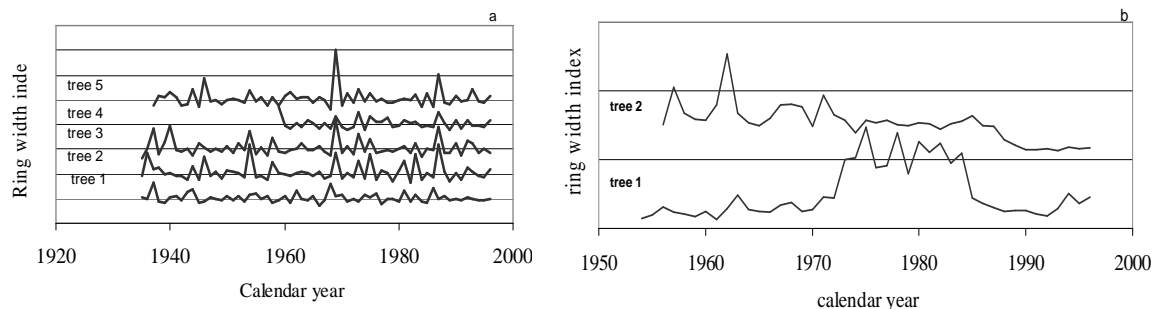 a
Ring width inde
tree 5
tree 4
tree 3
tree 2
tree 1
1920 1940 1960 1980 2000
Calendar year
b
ring width index
tree 2
tree 1
1950 1960 1970 1980 1990 2000
calendar year